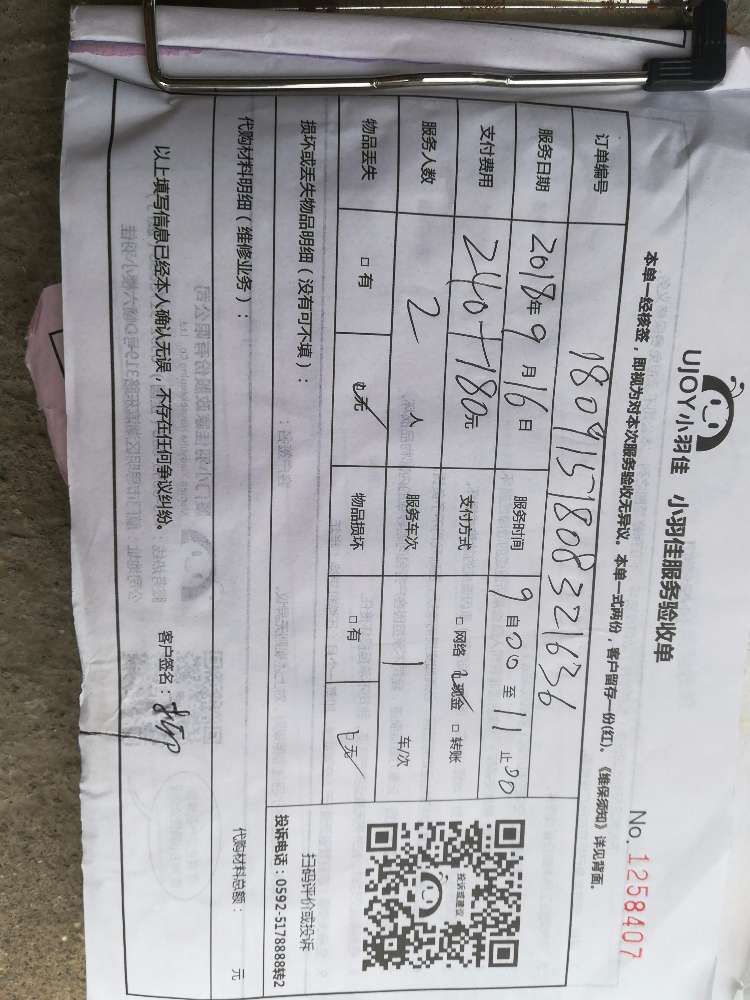 UJOY小羽佳 小羽佳服务验收单
No. 1258407
本单一经核签，即视为对本次服务验收无异议。本单一式两份，客户留存一份(红)。《维保须知》详见背面。
订单编号 1809151808321636
服务日期 2018年9月16日 服务时间 9自00至11止00
支付费用 240+180元 支付方式 □网络 ☑现金 □转账
服务人数 2人 服务车次 1 车/次
物品丢失 □有 ☑无 物品损坏 □有 ☑无
损坏或丢失物品明细（没有可不填）：
投诉或建议
扫码评价或投诉
投诉电话：0592-5178888转2
代购材料明细（维修业务）： 代购材料总额： 元
以上填写信息已经本人确认无误，不存在任何争议纠纷。 客户签名：